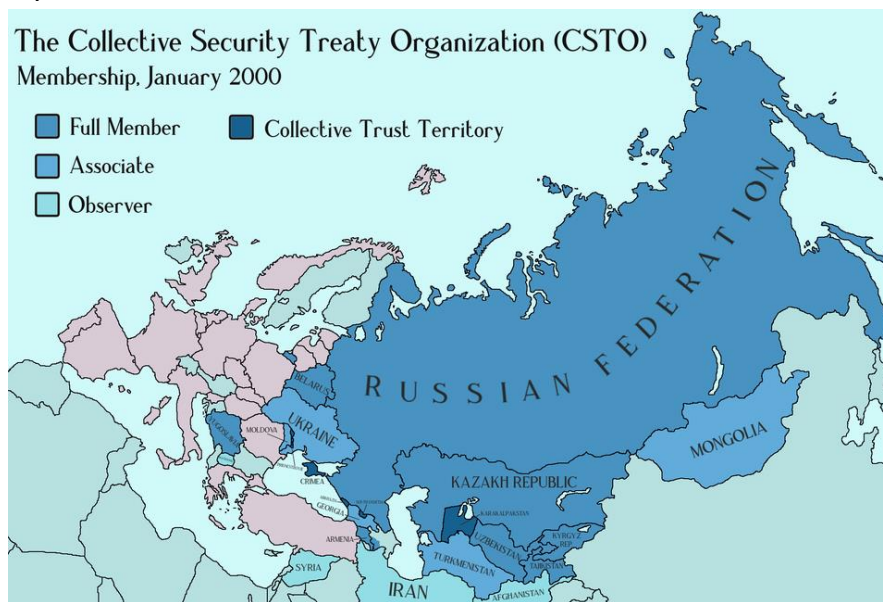 The Collective Security Treaty Organization (CSTO)
Membership, January 2000
Full Member
Collective Trust Territory
Associate
Observer
RUSSIAN FEDERATION
BELARUS
UKRAINE
MOLDOVA
YUGOSLAVIA
CRIMEA
KAZAKH REPUBLIC
MONGOLIA
KARAKALPAKSTAN
GEORGIA
UZBEKISTAN
KYRGYZ
REP.
ARMENIA
TURKMENISTAN
TAJIKISTAN
SYRIA
IRAN
AFGHANISTAN